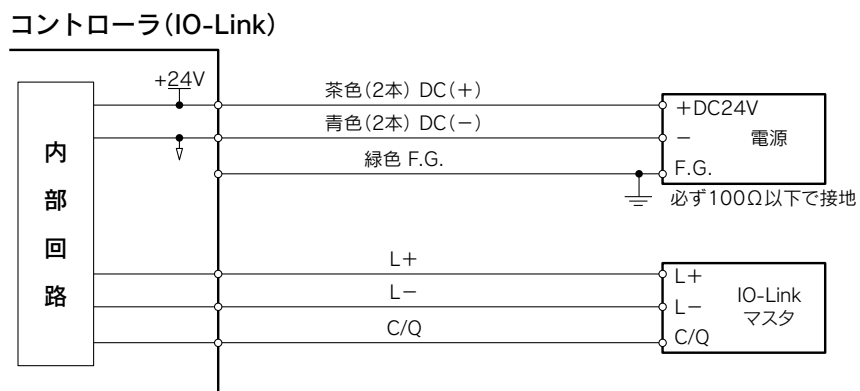 コントローラ(IO-Link)
+24V
茶色(2本) DC(+)
+DC24V
青色(2本) DC(−)
−
電源
緑色 F.G.
F.G.
必ず100Ω以下で接地
内部回路
L+
L+
L−
L−
IO-Link
マスタ
C/Q
C/Q